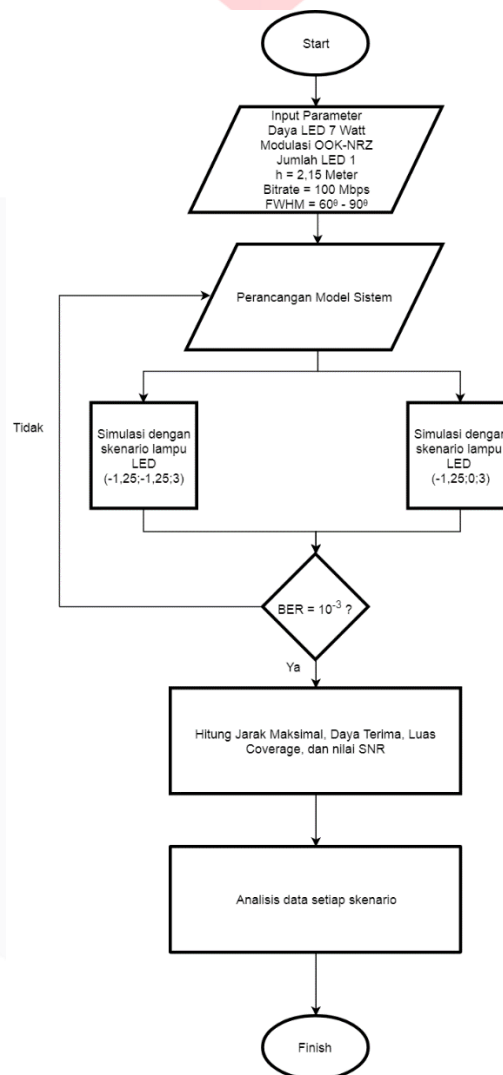 Start
Input Parameter
Daya LED 7 Watt
Modulasi OOK-NRZ
Jumlah LED 1
h = 2,15 Meter
Bitrate = 100 Mbps
FWHM = 60⁰ - 90⁰
Perancangan Model Sistem
Tidak
Simulasi dengan
skenario lampu
LED
(-1,25;-1,25;3)
Simulasi dengan
skenario lampu
LED
(-1,25;0;3)
BER = 10⁻³ ?
Ya
Hitung Jarak Maksimal, Daya Terima, Luas
Coverage, dan nilai SNR
Analisis data setiap skenario
Finish